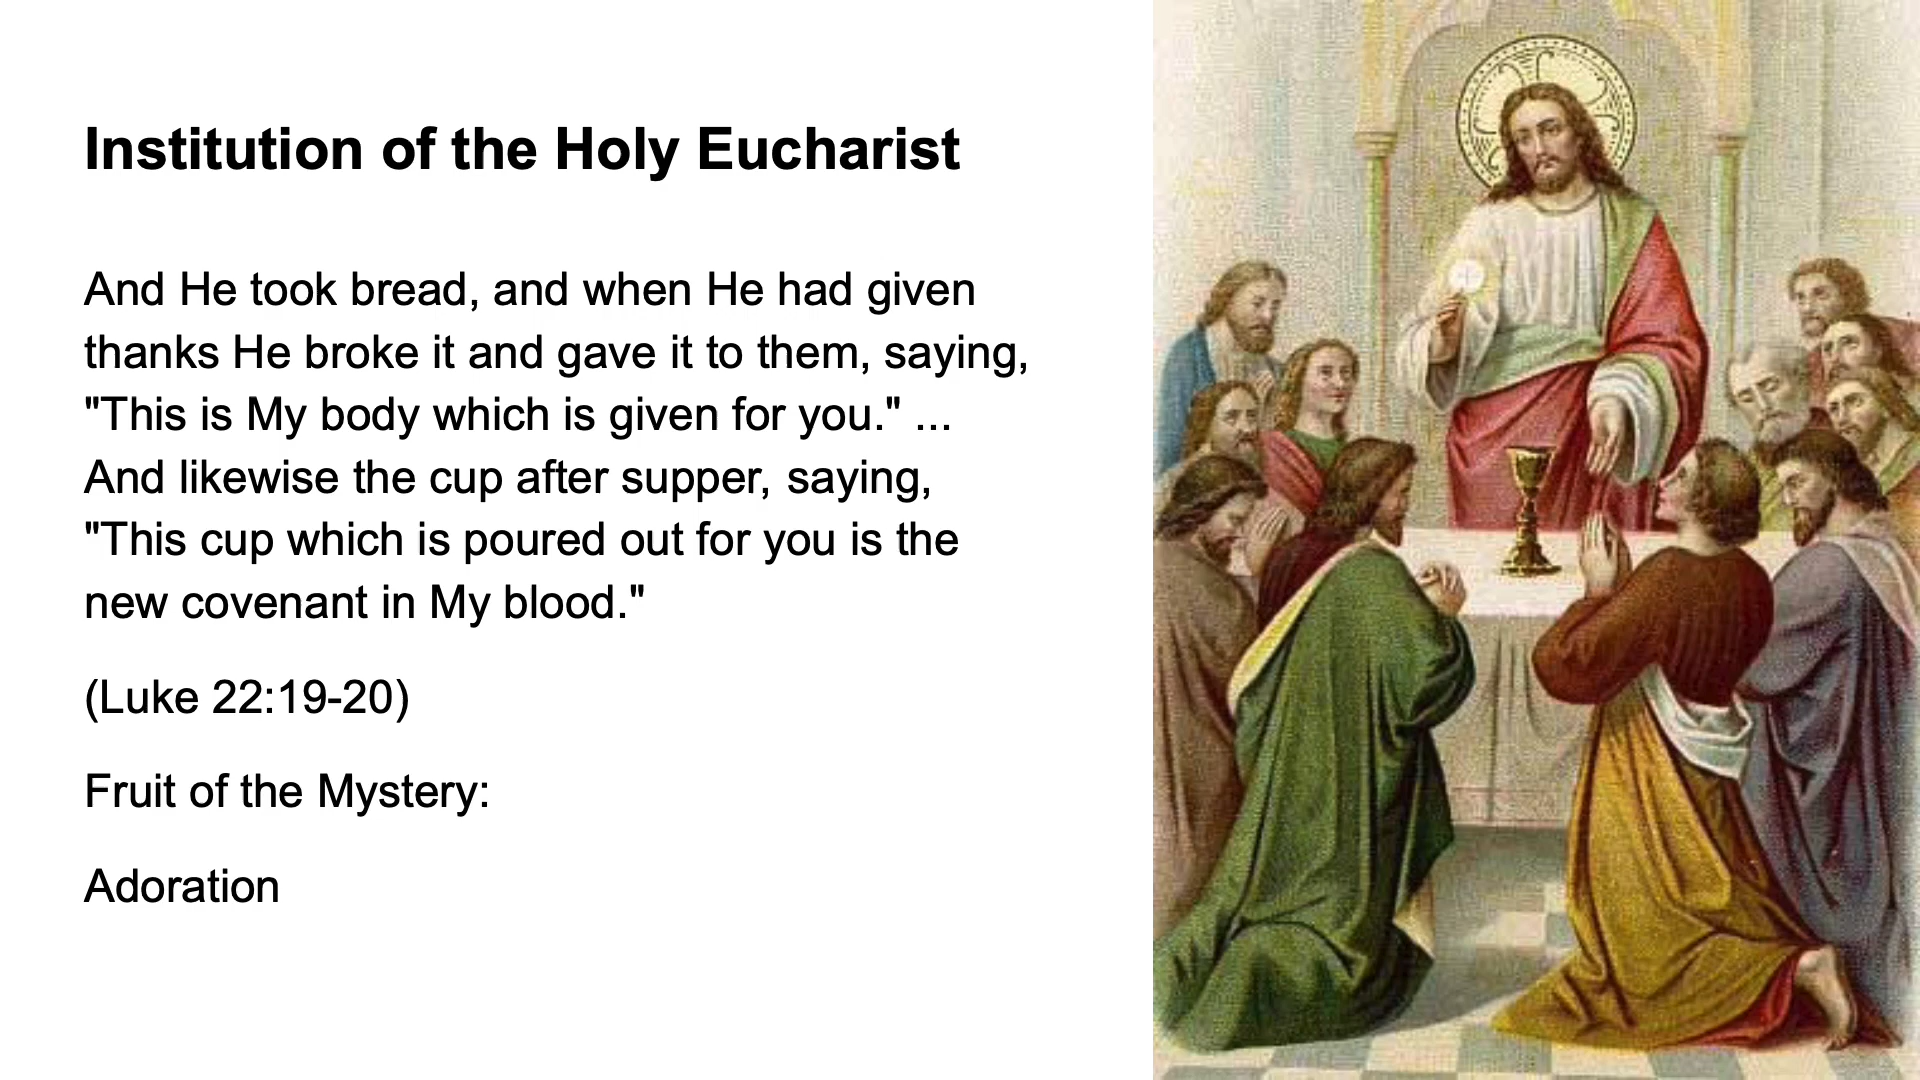 Institution of the Holy Eucharist
And He took bread, and when He had given
thanks He broke it and gave it to them, saying,
"This is My body which is given for you." ...
And likewise the cup after supper, saying,
"This cup which is poured out for you is the
new covenant in My blood."
(Luke 22:19-20)
Fruit of the Mystery:
Adoration